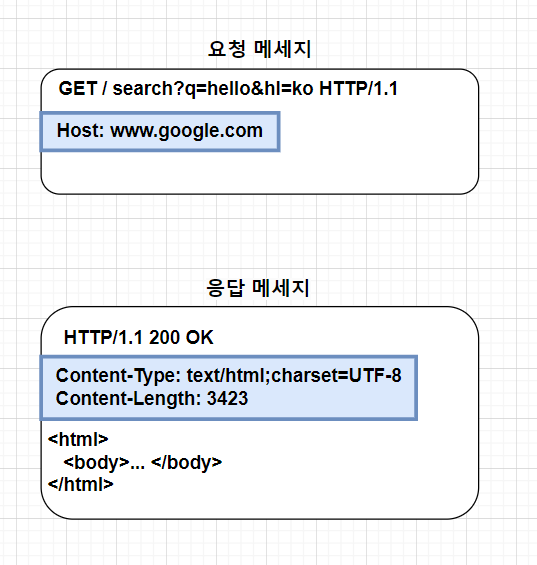 요청 메세지
GET / search?q=hello&hl=ko HTTP/1.1
Host: www.google.com
응답 메세지
HTTP/1.1 200 OK
Content-Type: text/html;charset=UTF-8
Content-Length: 3423
<html>
<body>... </body>
</html>